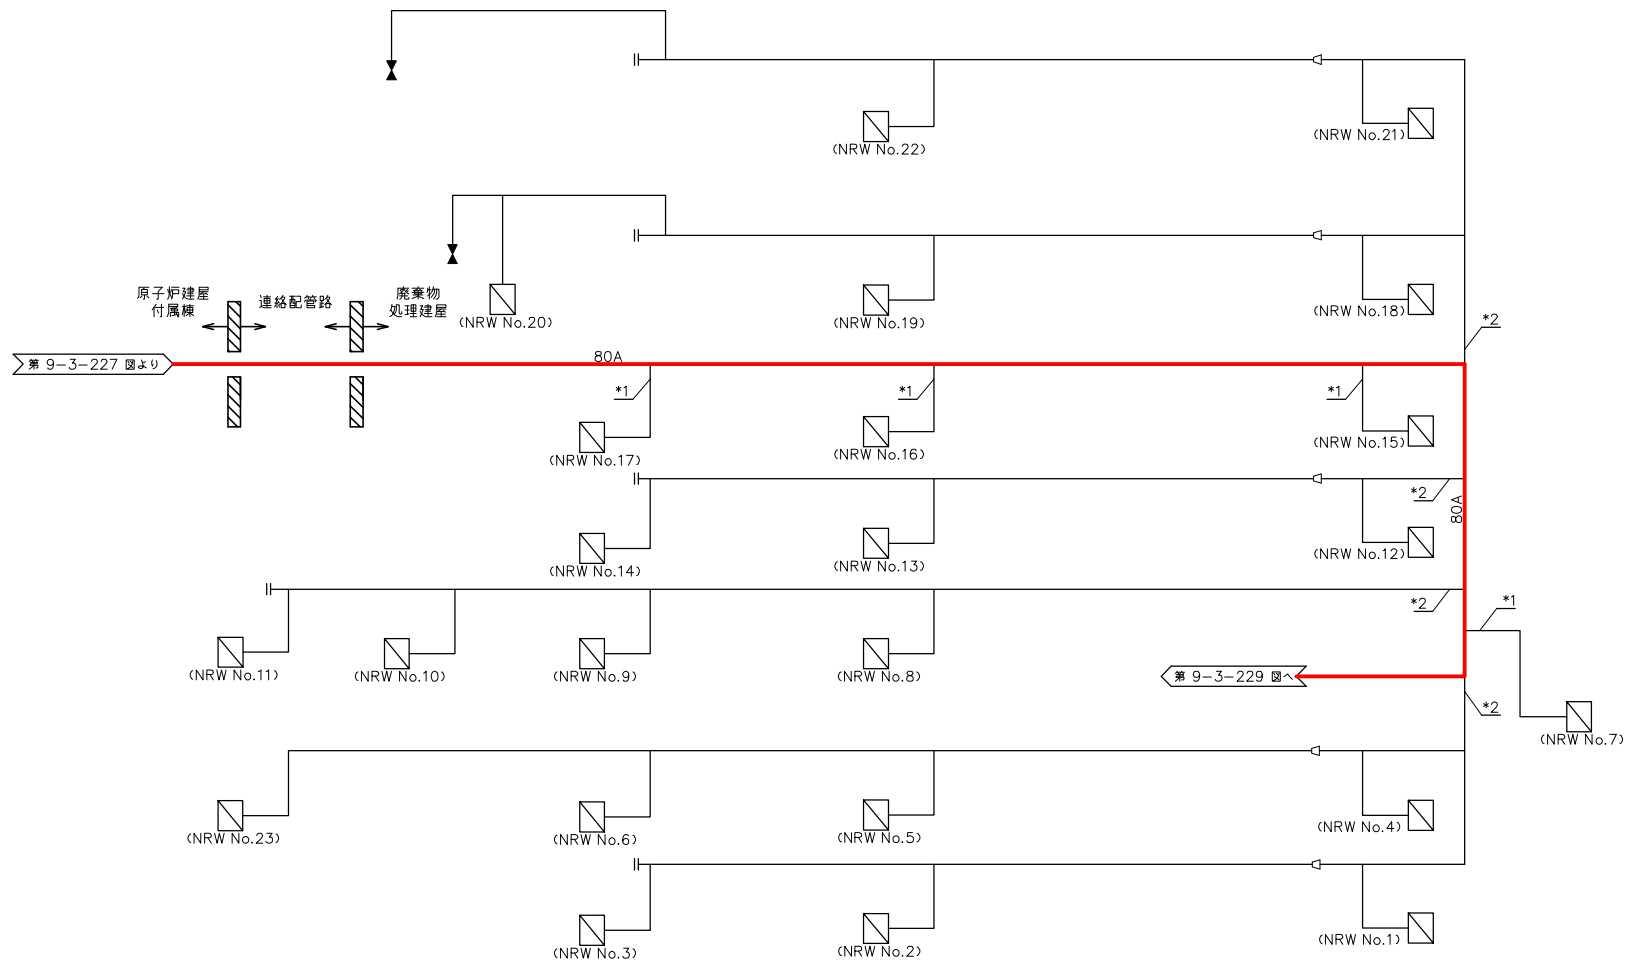 (NRW No.22)
(NRW No.21)
原子炉建屋
付属棟
連絡配管路
廃棄物
処理建屋
(NRW No.20)
(NRW No.19)
(NRW No.18)
*2
第 9-3-227 図より
80A
*1
*1
*1
(NRW No.17)
(NRW No.16)
(NRW No.15)
*2
80A
(NRW No.14)
(NRW No.13)
(NRW No.12)
*2
*1
(NRW No.11)
(NRW No.10)
(NRW No.9)
(NRW No.8)
第 9-3-229 図へ
*2
(NRW No.7)
(NRW No.23)
(NRW No.6)
(NRW No.5)
(NRW No.4)
(NRW No.3)
(NRW No.2)
(NRW No.1)